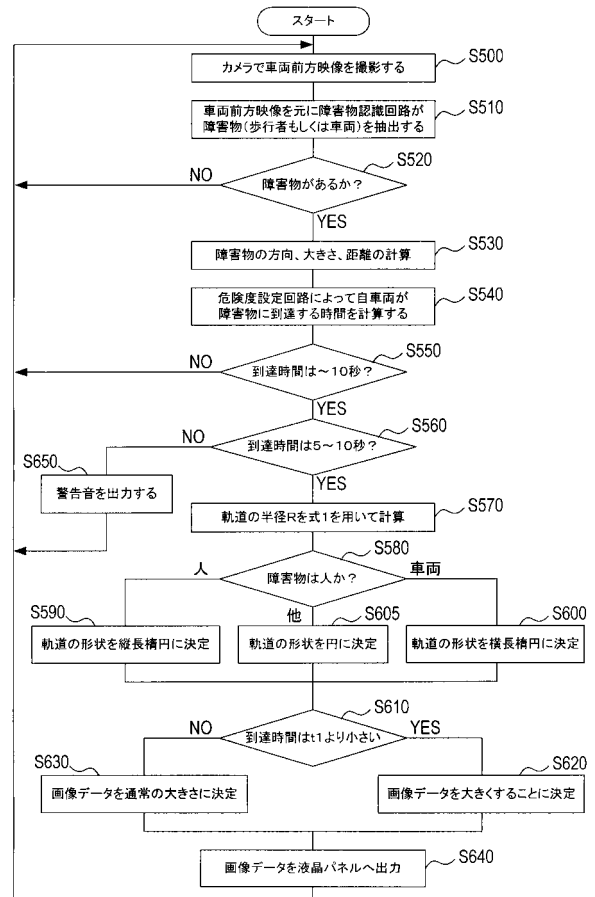 スタート
カメラで車両前方映像を撮影する
S500
車両前方映像を元に障害物認識回路が
障害物(歩行者もしくは車両)を抽出する
S510
障害物があるか?
S520
NO
YES
障害物の方向、大きさ、距離の計算
S530
危険度設定回路によって自車両が
障害物に到達する時間を計算する
S540
到達時間は~10秒?
S550
NO
YES
到達時間は5~10秒?
S560
NO
YES
S650
警告音を出力する
軌道の半径Rを式1を用いて計算
S570
障害物は人か?
S580
人
車両
他
S590
軌道の形状を縦長楕円に決定
S605
軌道の形状を円に決定
S600
軌道の形状を横長楕円に決定
到達時間はt1より小さい
S610
NO
YES
S630
画像データを通常の大きさに決定
S620
画像データを大きくすることに決定
画像データを液晶パネルへ出力
S640